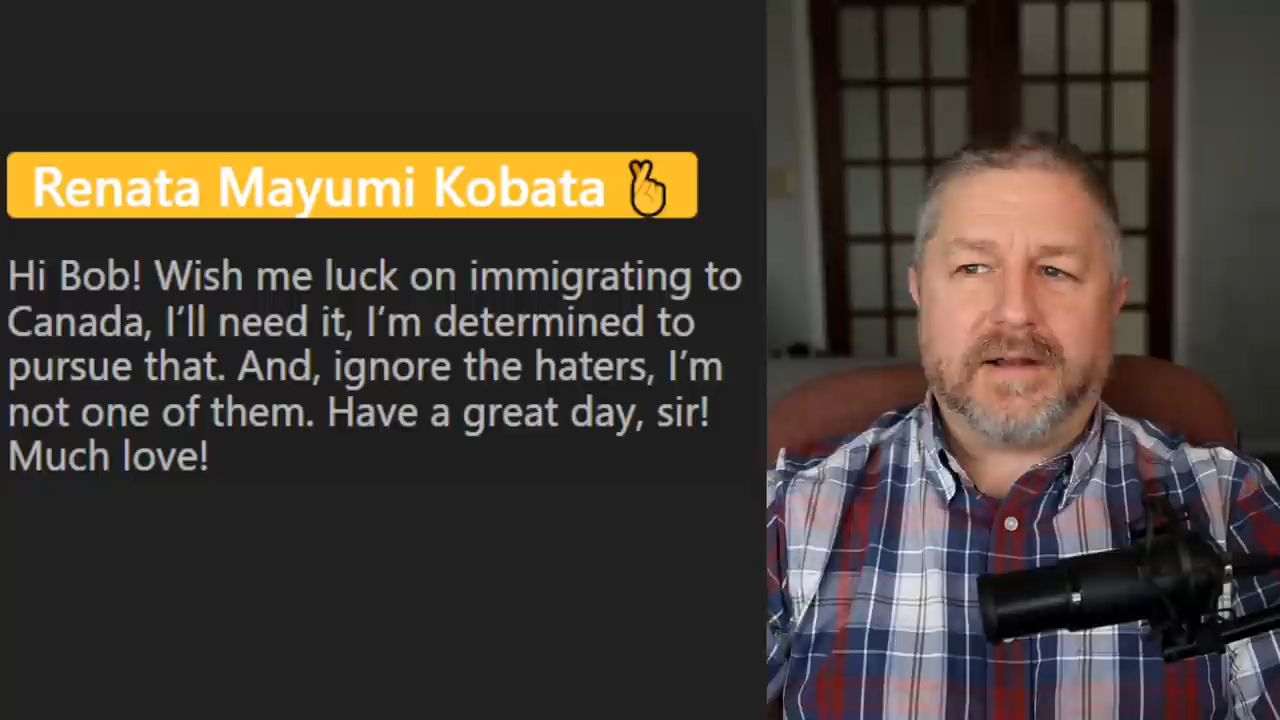 Renata Mayumi Kobata 🤞
Hi Bob! Wish me luck on immigrating to
Canada, I’ll need it, I’m determined to
pursue that. And, ignore the haters, I’m
not one of them. Have a great day, sir!
Much love!